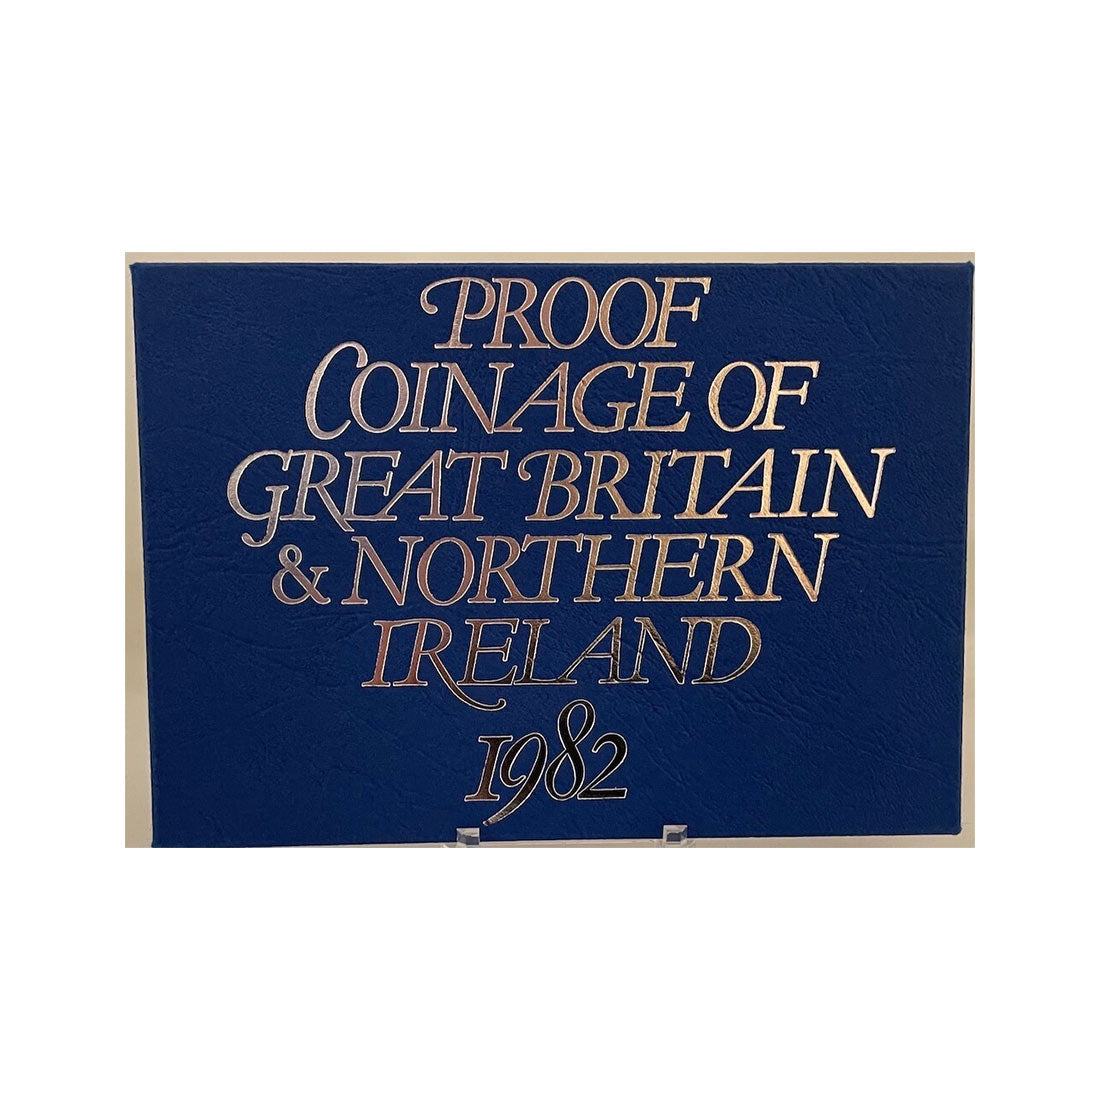 PROOF
COINAGE OF
GREAT BRITAIN
& NORTHERN
IRELAND
1982